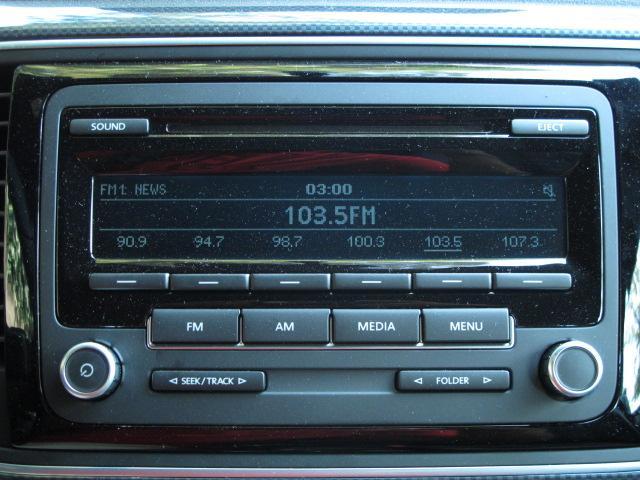 SOUND
EJECT
FM1 NEWS 03:00
103.5FM
90.9 94.7 98.7 100.3 103.5 107.3
FM AM MEDIA MENU
SEEK/TRACK FOLDER